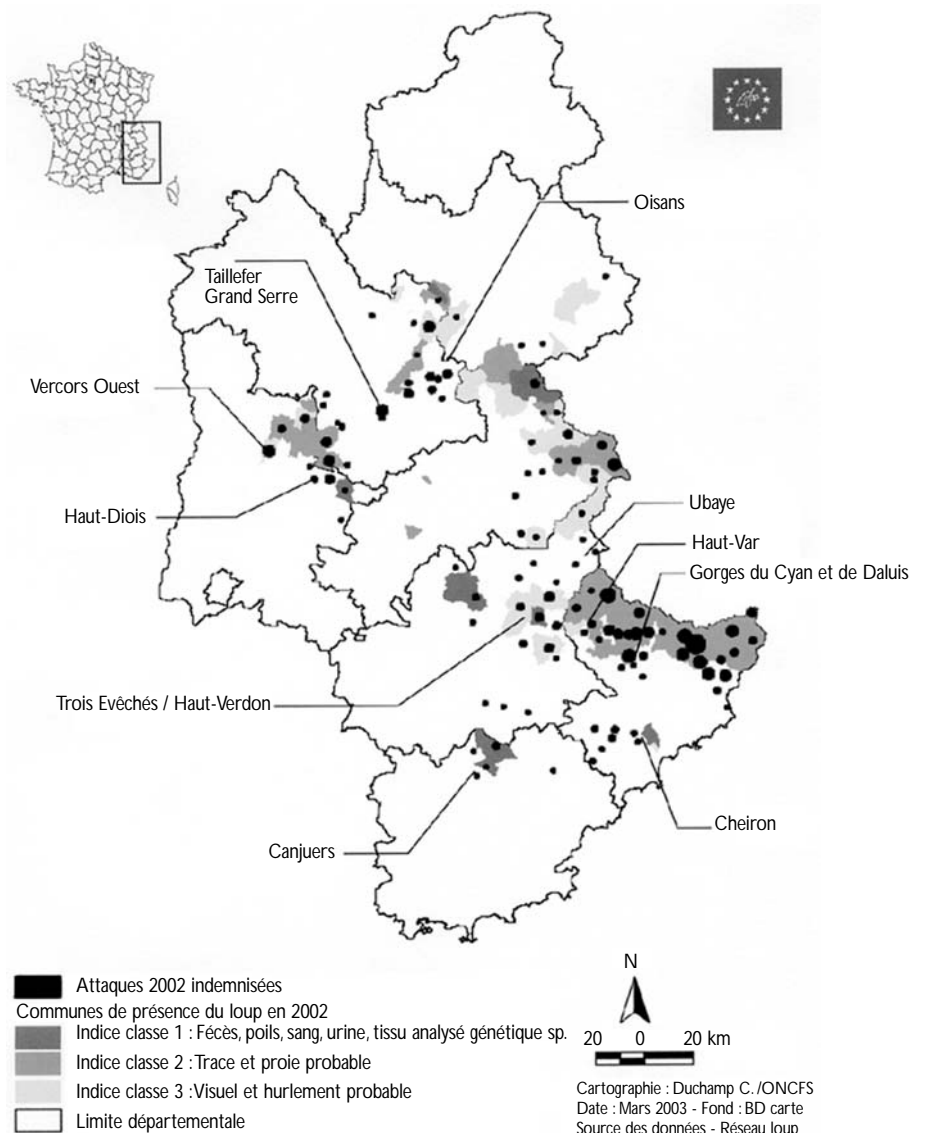 Oisans
Taillefer
Grand Serre
Vercors Ouest
Haut-Diois
Ubaye
Haut-Var
Gorges du Cyan et de Daluis
Trois Evêchés / Haut-Verdon
Cheiron
Canjuers
N
20 0 20 km
Attaques 2002 indemnisées
Communes de présence du loup en 2002
Indice classe 1 : Fécès, poils, sang, urine, tissu analysé génétique sp.
Indice classe 2 : Trace et proie probable
Indice classe 3 : Visuel et hurlement probable
Limite départementale
Cartographie : Duchamp C. /ONCFS
Date : Mars 2003 - Fond : BD carte
Source des données - Réseau loup